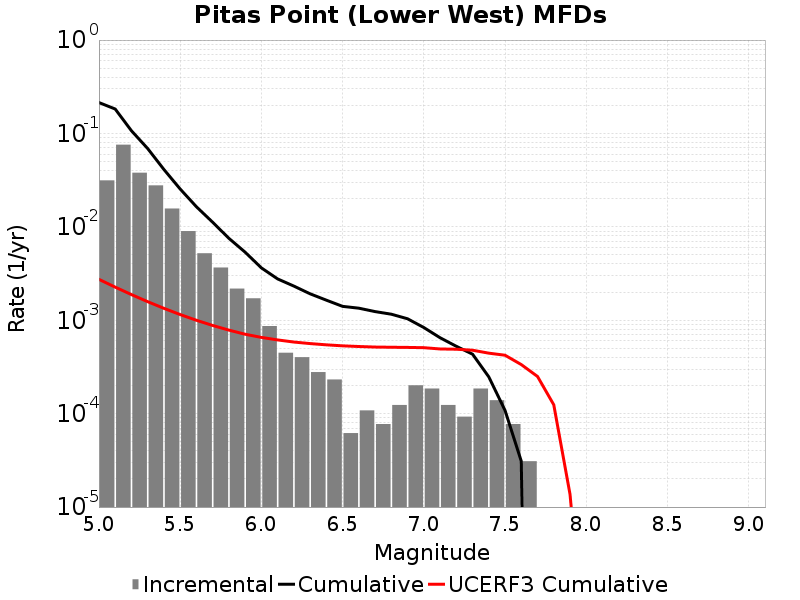 Pitas Point (Lower West) MFDs
10^0
10^-1
10^-2
10^-3
10^-4
10^-5
Rate (1/yr)
5.0 5.5 6.0 6.5 7.0 7.5 8.0 8.5 9.0
Magnitude
Incremental Cumulative UCERF3 Cumulative